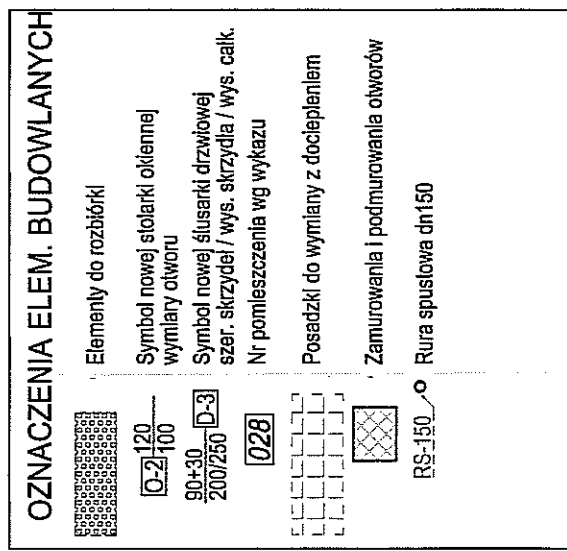 OZNACZENIA ELEM. BUDOWLANYCH
Elementy do rozbiórki
O-2 120
100
Symbol nowej stolarki okiennej
wymiary otworu
90+30 D-3
200/250
Symbol nowej ślusarki drzwiowej
szer. skrzydeł / wys. skrzydła / wys. całk.
028
Nr pomieszczenia wg wykazu
Posadzki do wymiany z dociepleniem
Zamurowania i podmurowania otworów
RS-150
Rura spustowa dn150